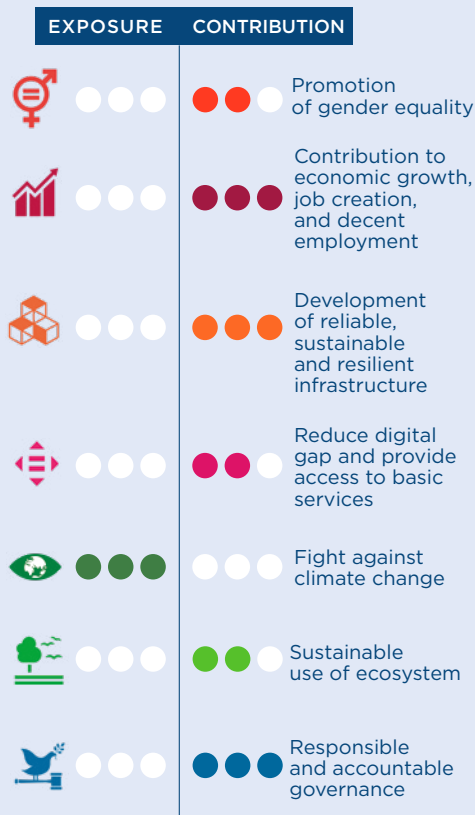 EXPOSURE CONTRIBUTION
Promotion
of gender equality
Contribution to
economic growth,
job creation,
and decent
employment
Development
of reliable,
sustainable
and resilient
infrastructure
Reduce digital
gap and provide
access to basic
services
Fight against
climate change
Sustainable
use of ecosystem
Responsible
and accountable
governance